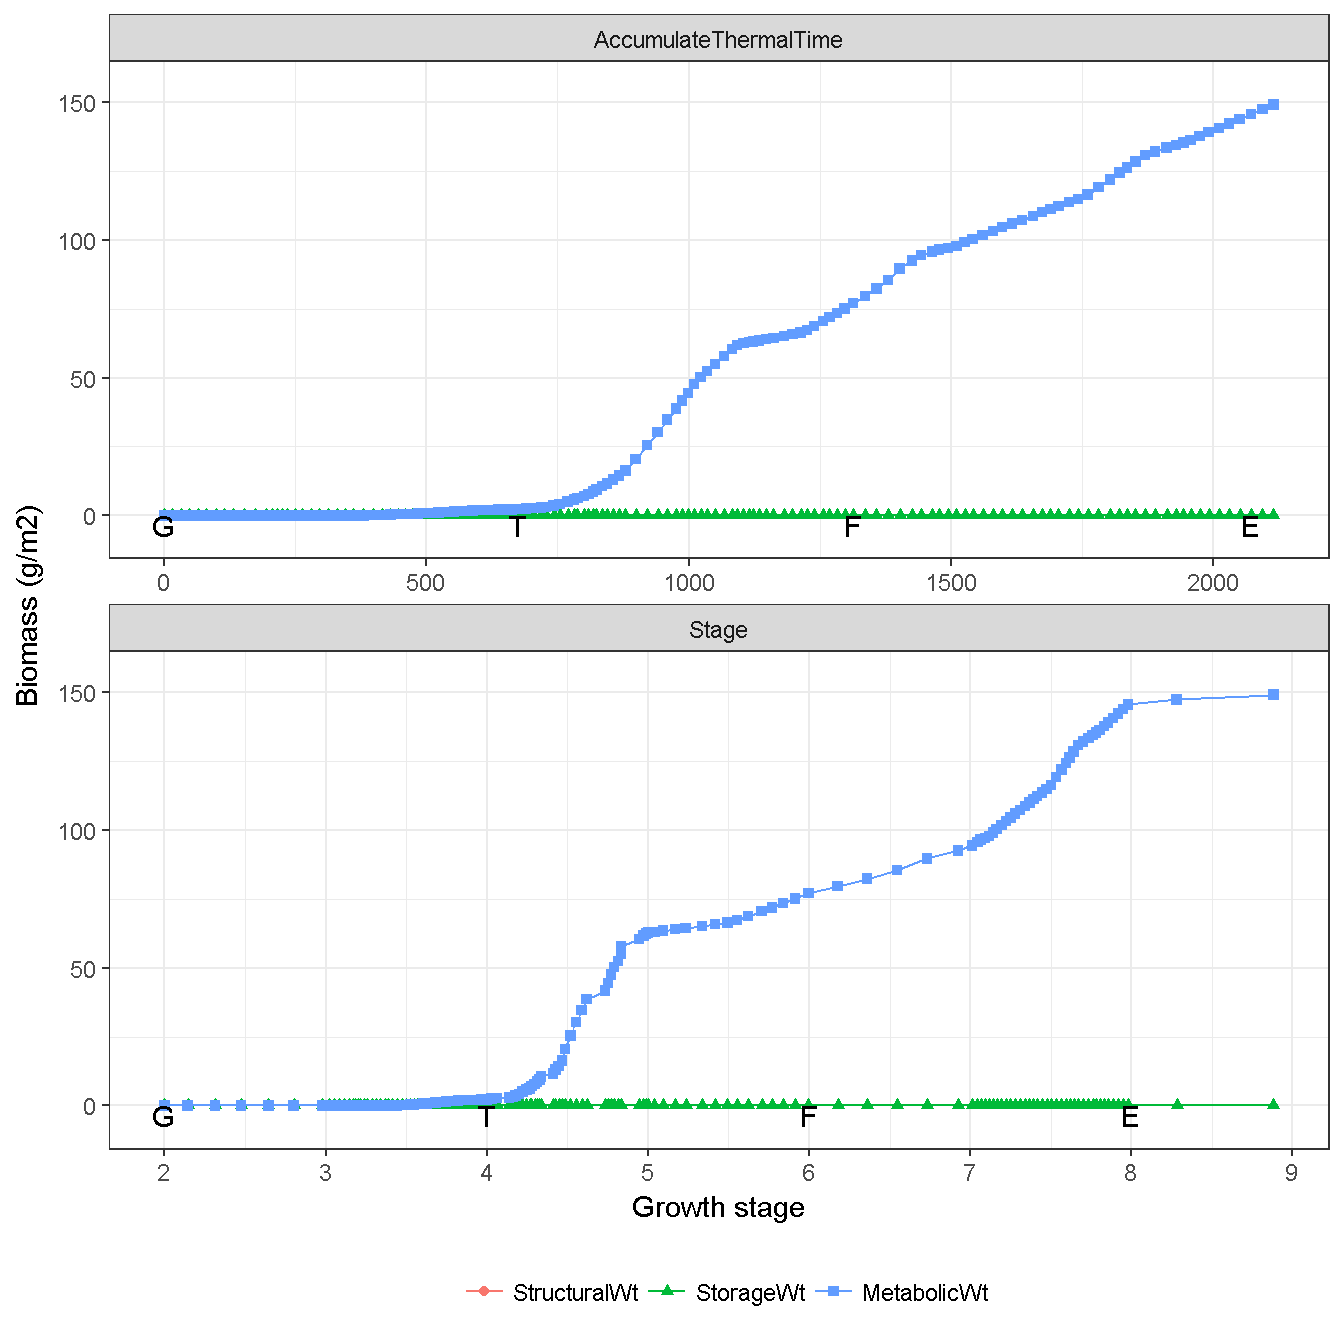 AccumulateThermalTime
150
100
50
0
G T F E
0 500 1000 1500 2000
Biomass (g/m2)
Stage
150
100
50
0
G T F E
2 3 4 5 6 7 8 9
Growth stage
StructuralWt StorageWt MetabolicWt